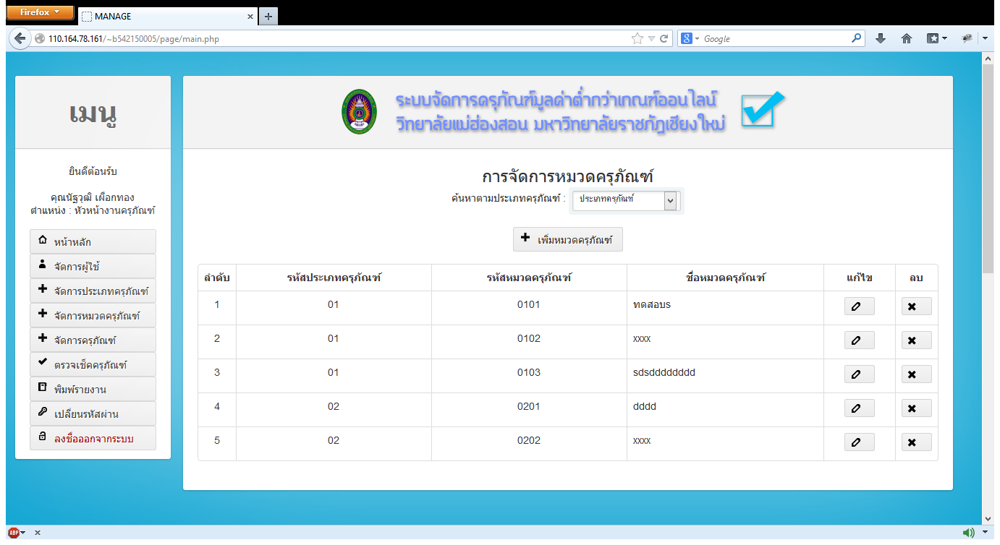 Firefox
MANAGE
110.164.78.161/~b542150005/page/main.php
8
Google
เมนู
ยินดีต้อนรับ
คุณนัฐวุฒิ เผือกทอง
ตำแหน่ง : หัวหน้างานครุภัณฑ์
หน้าหลัก
จัดการผู้ใช้
จัดการประเภทครุภัณฑ์
จัดการหมวดครุภัณฑ์
จัดการครุภัณฑ์
ตรวจเช็คครุภัณฑ์
พิมพ์รายงาน
เปลี่ยนรหัสผ่าน
ลงชื่อออกจากระบบ
ระบบจัดการครุภัณฑ์มูลค่าต่ำกว่าเกณฑ์ออนไลน์
วิทยาลัยแม่ฮ่องสอน มหาวิทยาลัยราชภัฏเชียงใหม่
การจัดการหมวดครุภัณฑ์
ค้นหาตามประเภทครุภัณฑ์ : ประเภทครุภัณฑ์
เพิ่มหมวดครุภัณฑ์
ลำดับ รหัสประเภทครุภัณฑ์ รหัสหมวดครุภัณฑ์ ชื่อหมวดครุภัณฑ์ แก้ไข ลบ
1 01 0101 ทดสอบs
2 01 0102 xxxx
3 01 0103 sdsdddddddd
4 02 0201 dddd
5 02 0202 xxxx
ABP